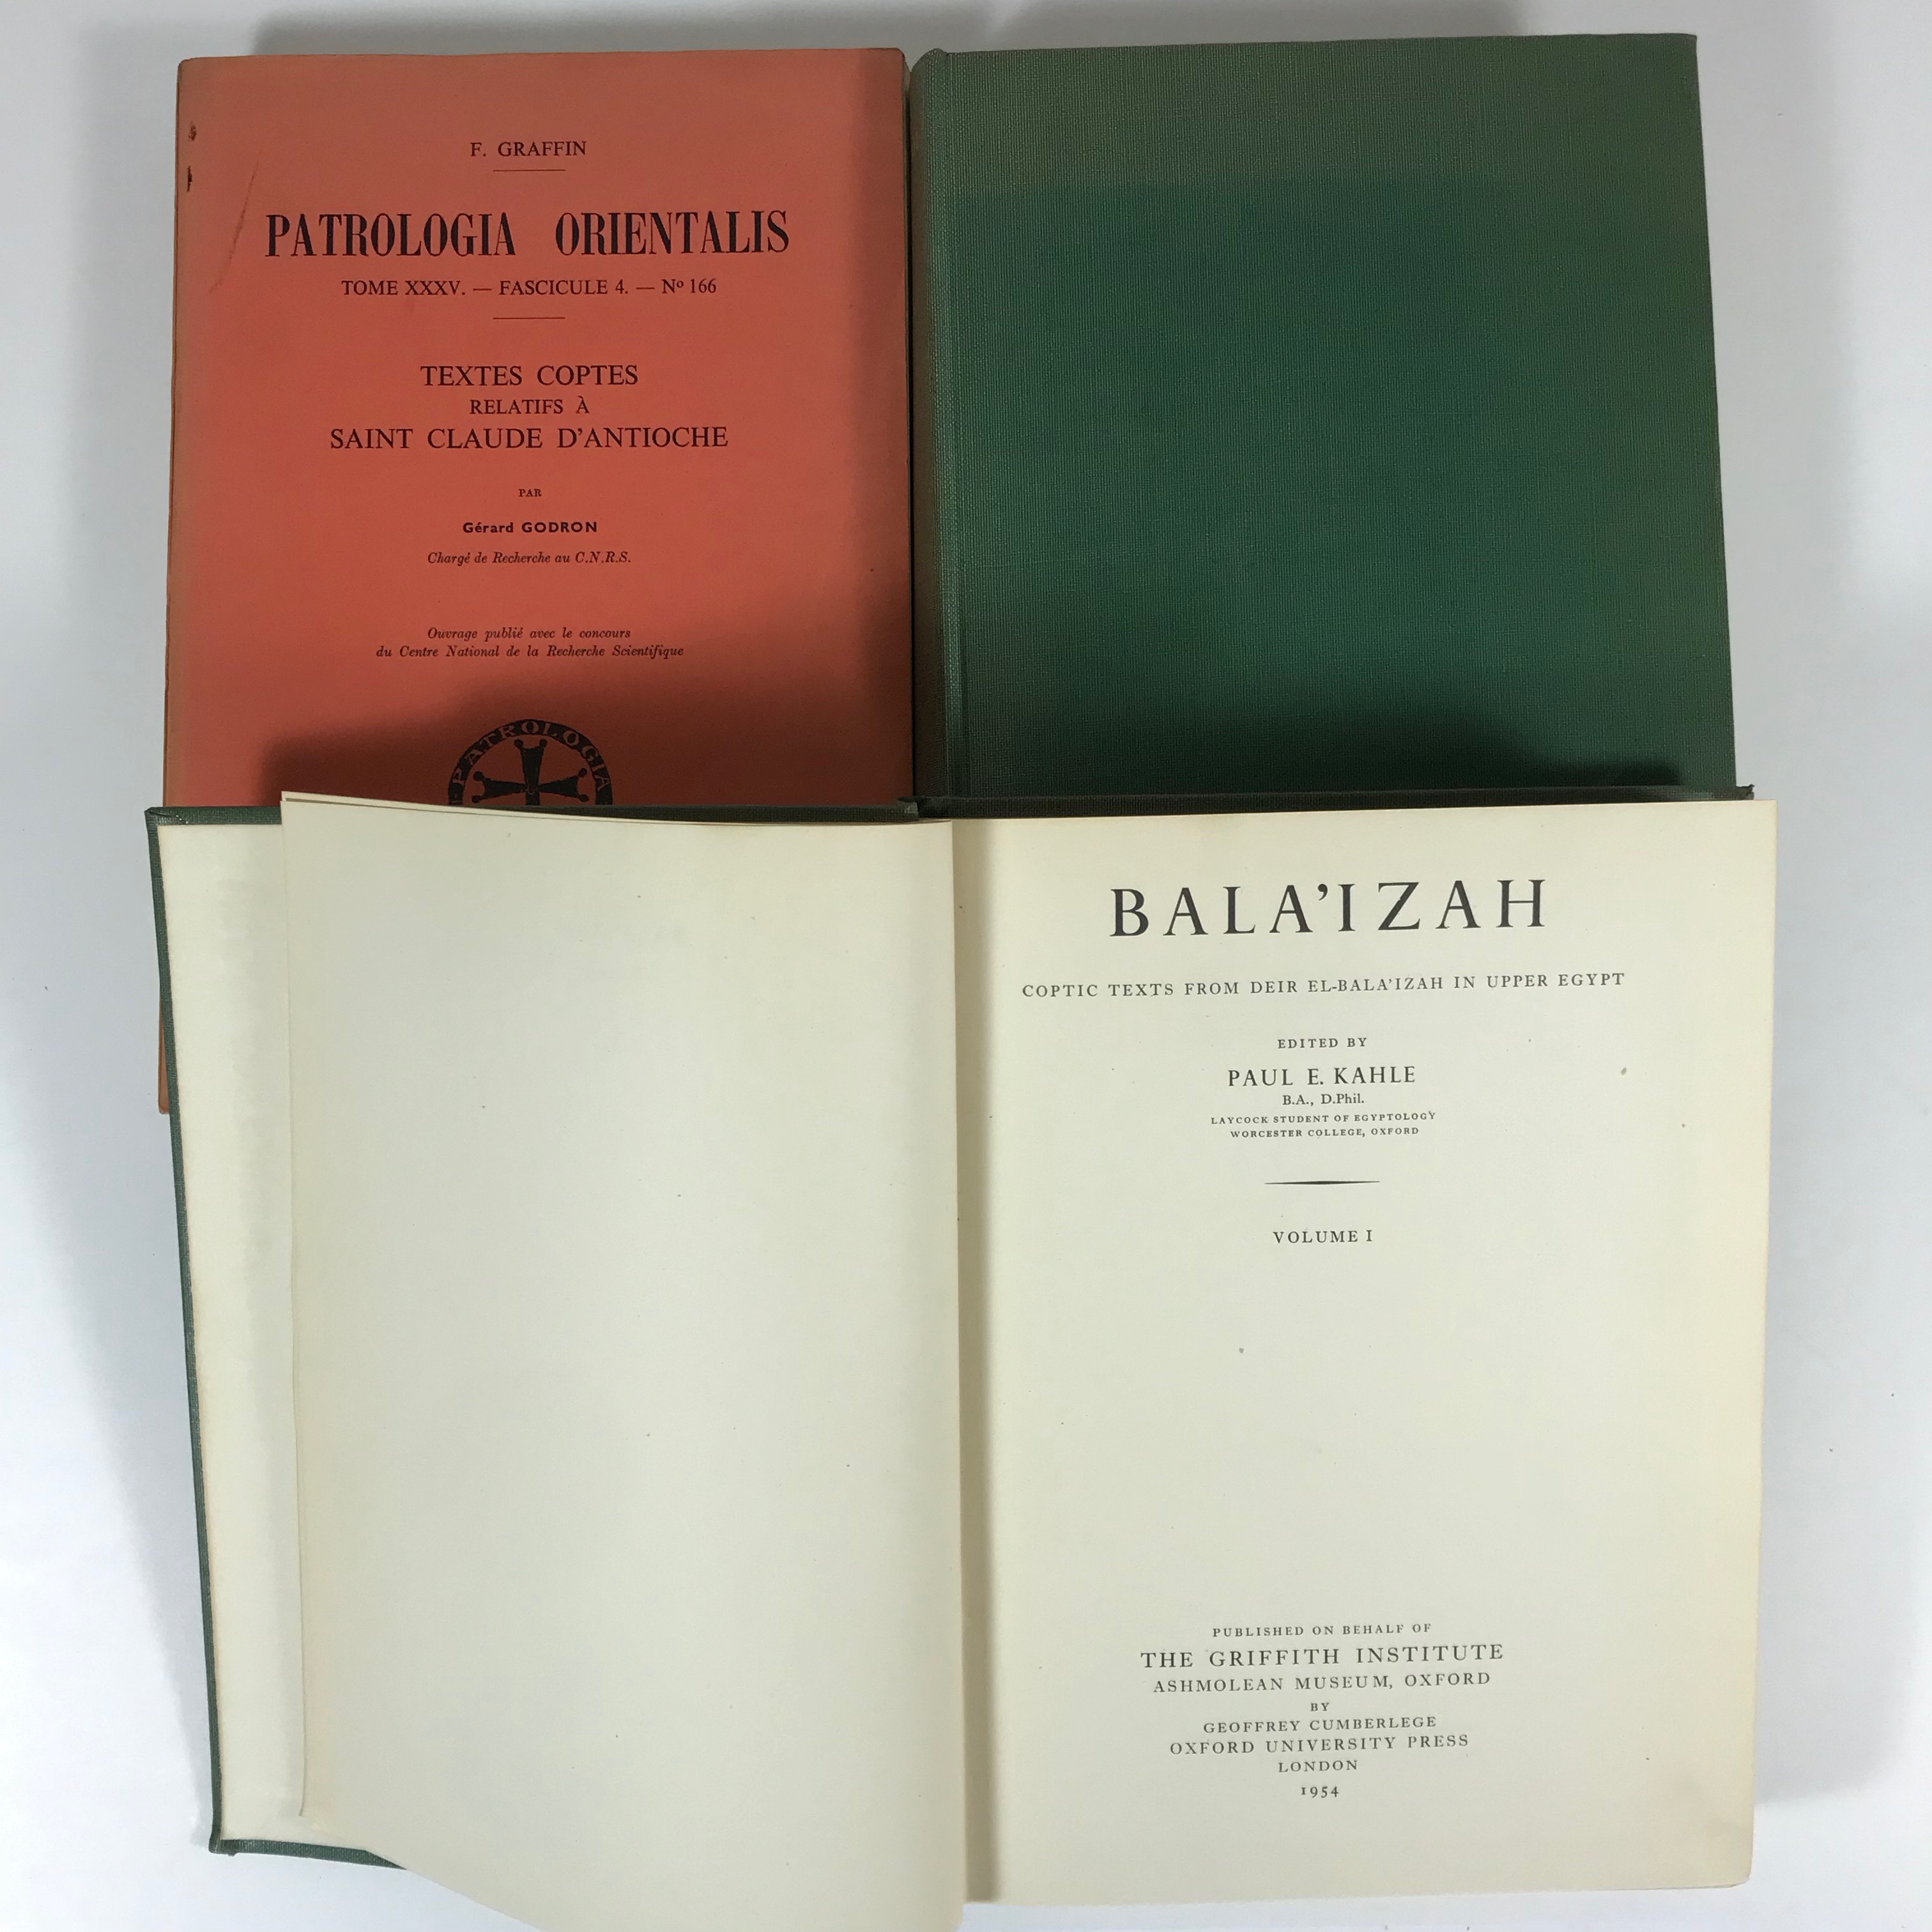 F. GRAFFIN
PATROLOGIA ORIENTALIS
TOME XXXV. — FASCICULE 4. — Nº 166
TEXTES COPTES
RELATIFS À
SAINT CLAUDE D'ANTIOCHE
PAR
Gérard GODRON
Chargé de Recherche au C.N.R.S.
Ouvrage publié avec le concours
du Centre National de la Recherche Scientifique
PATROLOGIA
BALA'IZAH
COPTIC TEXTS FROM DEIR EL-BALA'IZAH IN UPPER EGYPT
EDITED BY
PAUL E. KAHLE
B.A., D.Phil.
LAYCOCK STUDENT OF EGYPTOLOGY
WORCESTER COLLEGE, OXFORD
VOLUME I
PUBLISHED ON BEHALF OF
THE GRIFFITH INSTITUTE
ASHMOLEAN MUSEUM, OXFORD
BY
GEOFFREY CUMBERLEGE
OXFORD UNIVERSITY PRESS
LONDON
1954